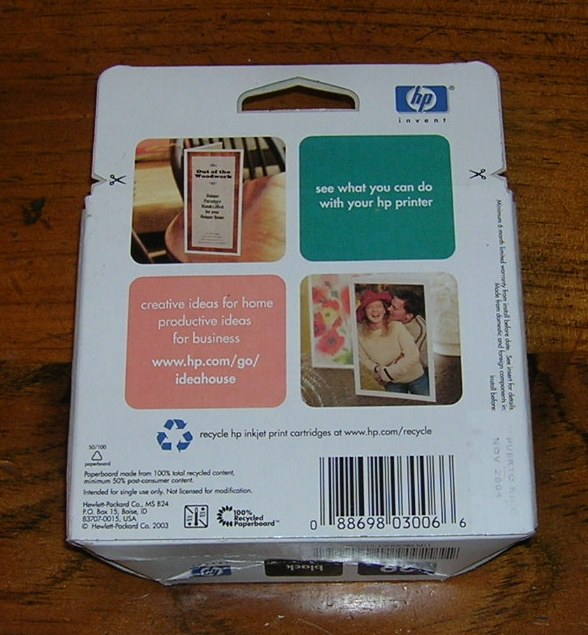 hp
invent
Out of the
Woodwork
see what you can do
with your hp printer
creative ideas for home
productive ideas
for business
www.hp.com/go/
ideahouse
Minimum 6 month limited warranty from install before date. See insert for details.
Made from domestic and foreign components in:
Install before:
PUERTO
NOV 2004
recycle hp inkjet print cartridges at www.hp.com/recycle
50/100
paperboard
Paperboard made from 100% total recycled content,
minimum 50% post-consumer content.
Intended for single use only. Not licensed for modification.
Hewlett-Packard Co., MS 824
P.O. Box 15, Boise, ID
83707-0015, USA
© Hewlett-Packard Co. 2003
100%
Recycled
Paperboard™
0 88698 03006 6
hp
black